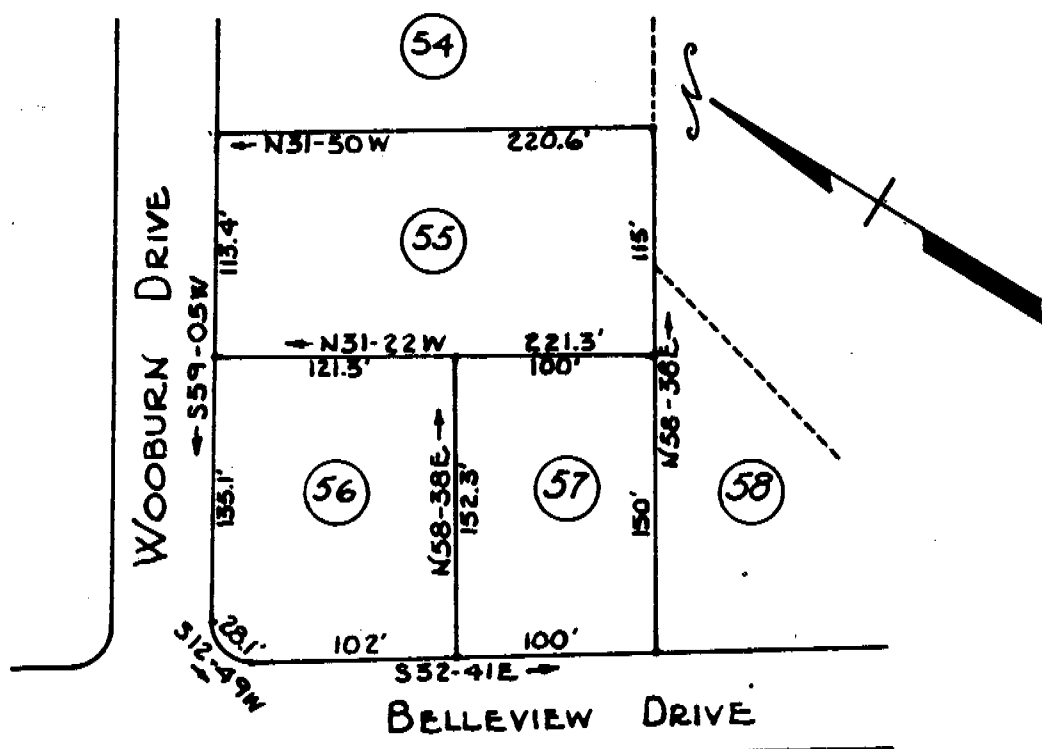 54
N
← N31-50W 220.6'
WOOBURN DRIVE
113.4'
55
115'
← S59-05W
← N31-22W 221.3'
121.3' 100'
N58-38E →
135.1'
56
N58-38E →
152.3'
57
150'
58
28.1'
102' 100'
S12-49W →
S32-41E →
BELLEVIEW DRIVE